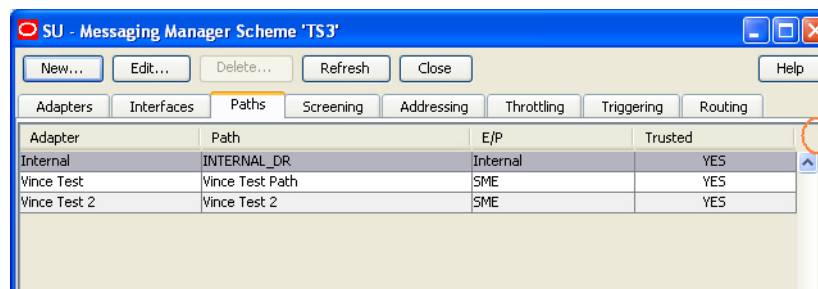 SU - Messaging Manager Scheme 'TS3'
New... Edit... Delete... Refresh Close Help
Adapters Interfaces Paths Screening Addressing Throttling Triggering Routing
Adapter Path E/P Trusted
Internal INTERNAL_DR Internal YES
Vince Test Vince Test Path SME YES
Vince Test 2 Vince Test 2 SME YES